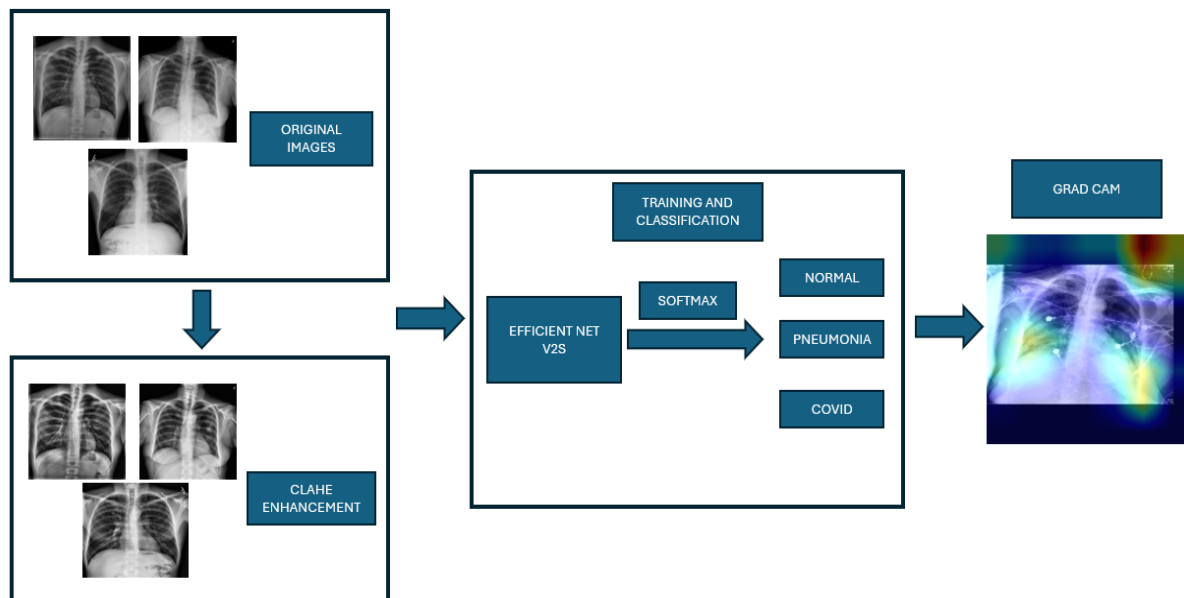 ORIGINAL
IMAGES
CLAHE
ENHANCEMENT
TRAINING AND
CLASSIFICATION
EFFICIENT NET
V2S
SOFTMAX
NORMAL
PNEUMONIA
COVID
GRAD CAM